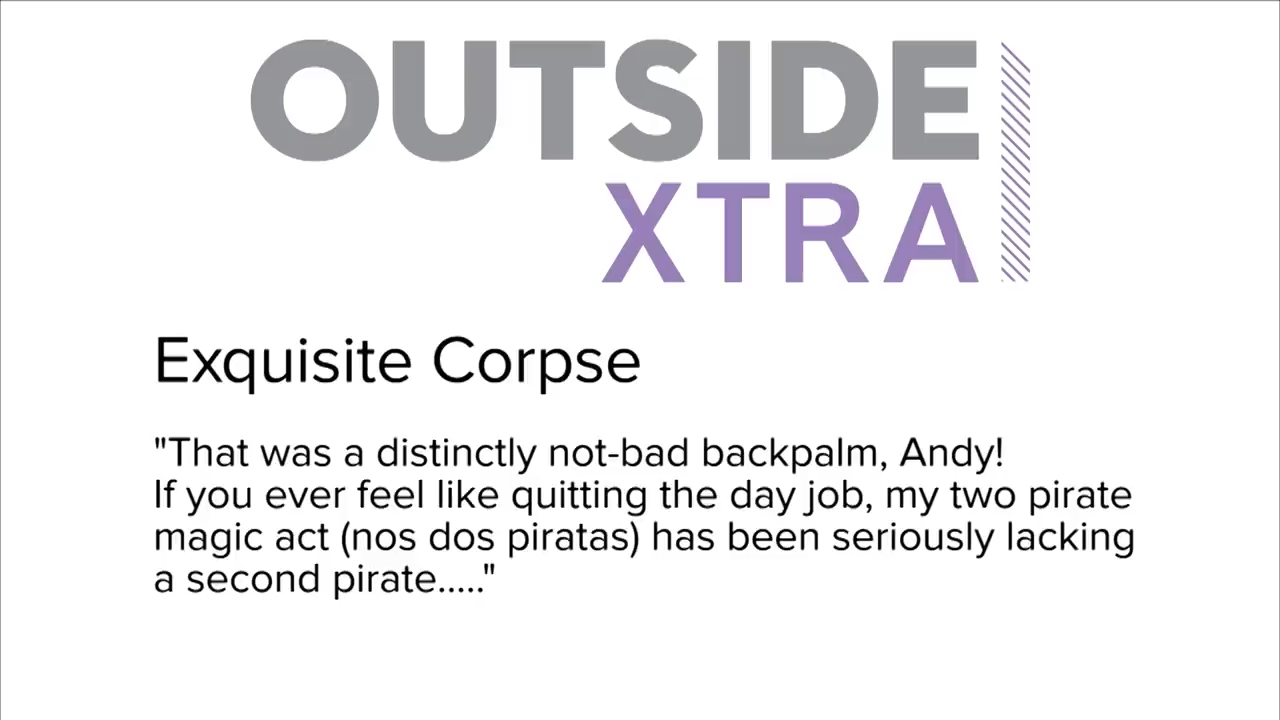 OUTSIDE
XTRA
Exquisite Corpse
"That was a distinctly not-bad backpalm, Andy!
If you ever feel like quitting the day job, my two pirate
magic act (nos dos piratas) has been seriously lacking
a second pirate....."